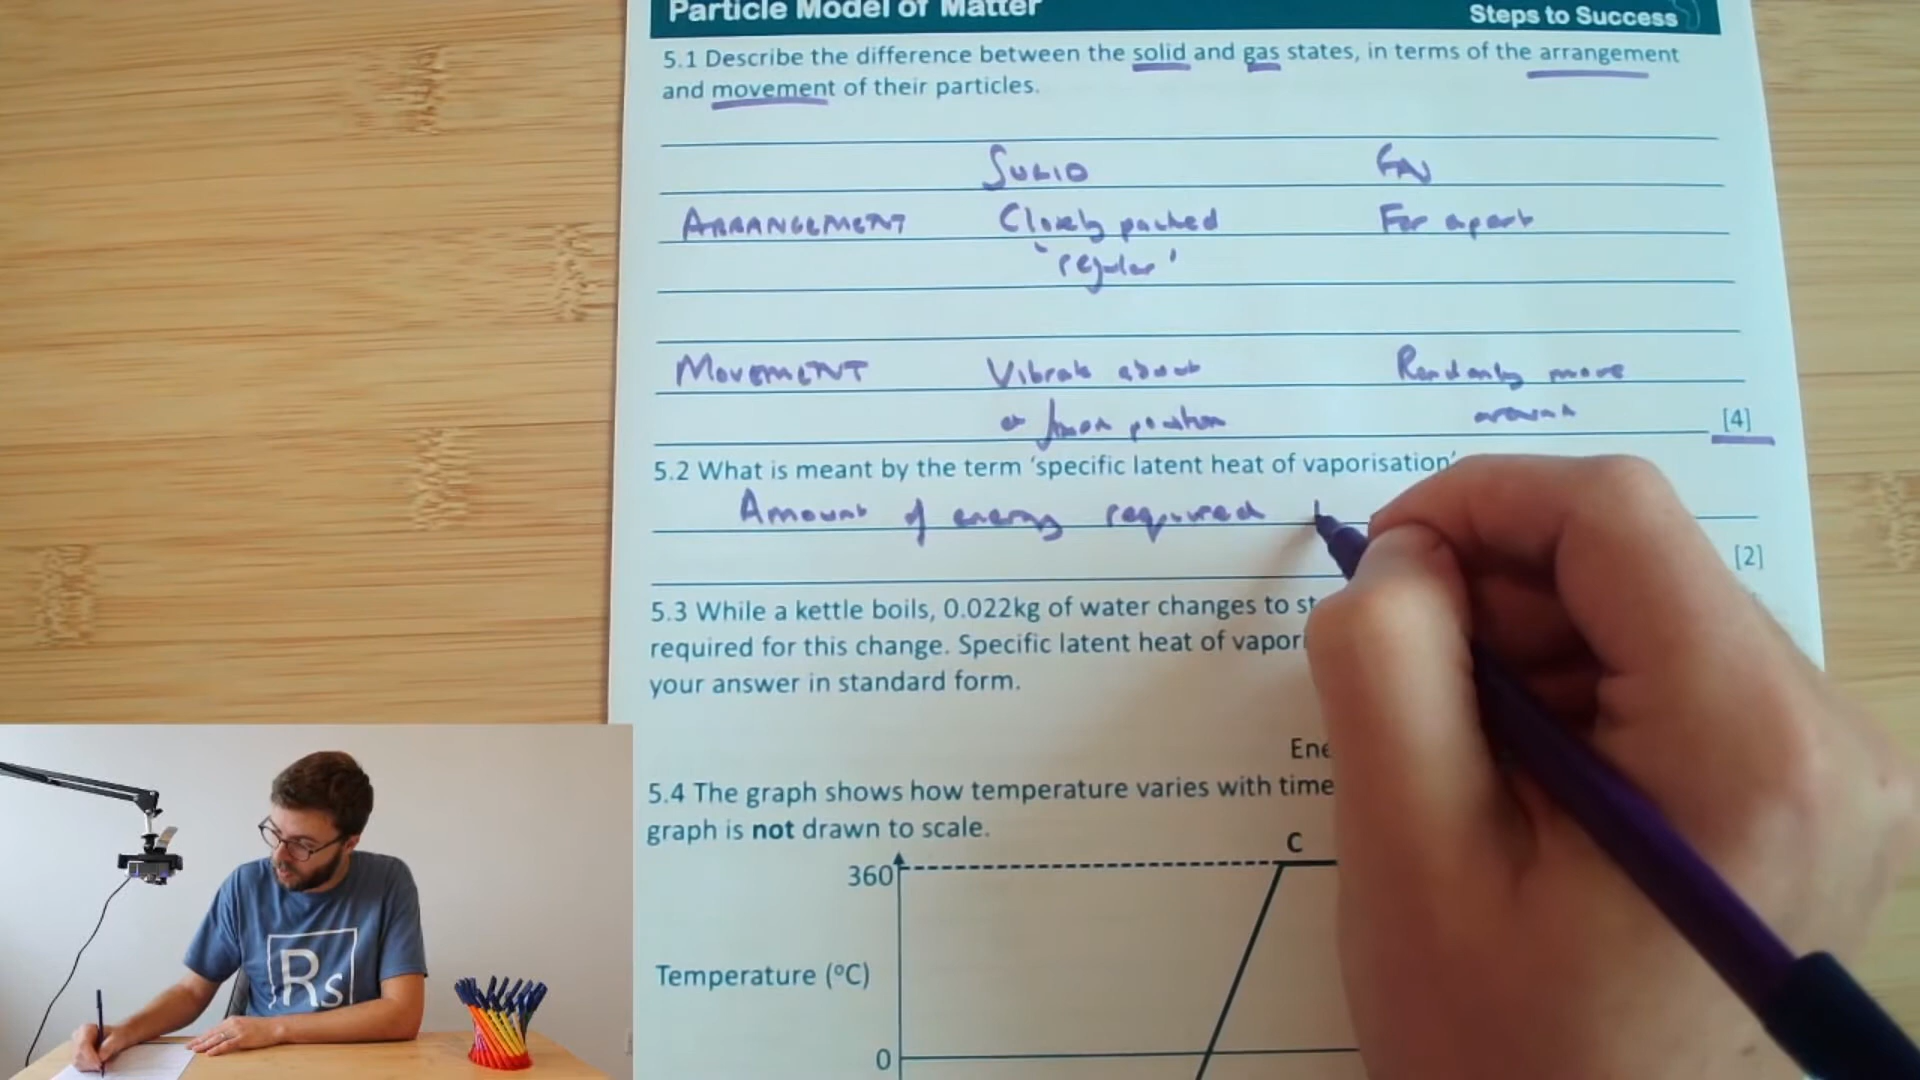 Particle Model of Matter
Steps to Success
5.1 Describe the difference between the solid and gas states, in terms of the arrangement
and movement of their particles.
SOLID
GAS
ARRANGEMENT
Closely packed
Far apart
'regular'
MOVEMENT
Vibrate about
Randomly move
a fixed position
around
[4]
5.2 What is meant by the term 'specific latent heat of vaporisation'
Amount of energy required
[2]
5.3 While a kettle boils, 0.022kg of water changes to st
required for this change. Specific latent heat of vapori
your answer in standard form.
Ene
5.4 The graph shows how temperature varies with time
graph is not drawn to scale.
C
360
Temperature (°C)
0
Rs